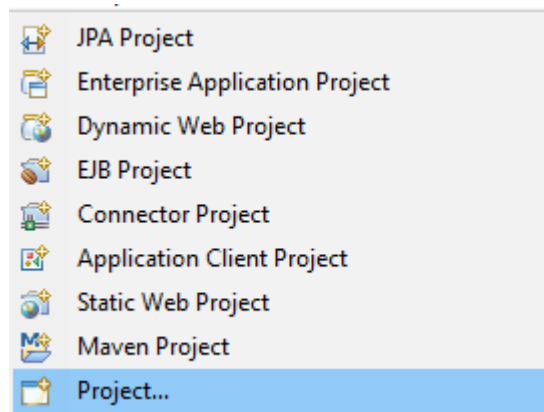 JPA Project
Enterprise Application Project
Dynamic Web Project
EJB Project
Connector Project
Application Client Project
Static Web Project
Maven Project
Project...